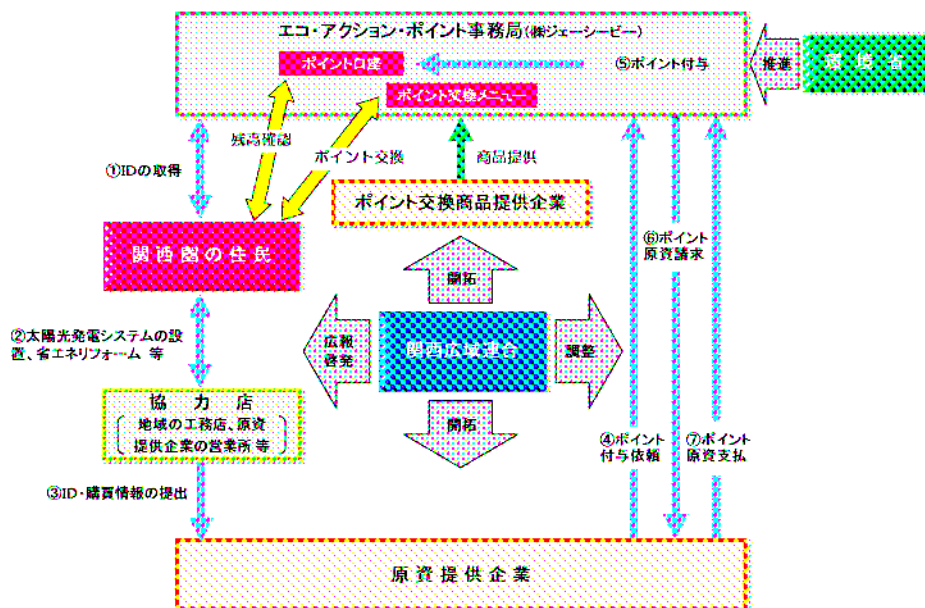 エコ・アクション・ポイント事務局(㈱ジェーシービー)
ポイント口座
⑤ポイント付与
ポイント交換メニュー
推進
環境省
残高確認
①IDの取得
ポイント交換
商品提供
ポイント交換商品提供企業
関西圏の住民
⑥ポイント
原資請求
開拓
②太陽光発電システムの設
置、省エネリフォーム 等
広報
啓発
関西広域連合
調整
協力店
地域の工務店、原資
提供企業の営業所 等
開拓
④ポイント
付与依頼
⑦ポイント
原資支払
③ID・購買情報の提出
原資提供企業